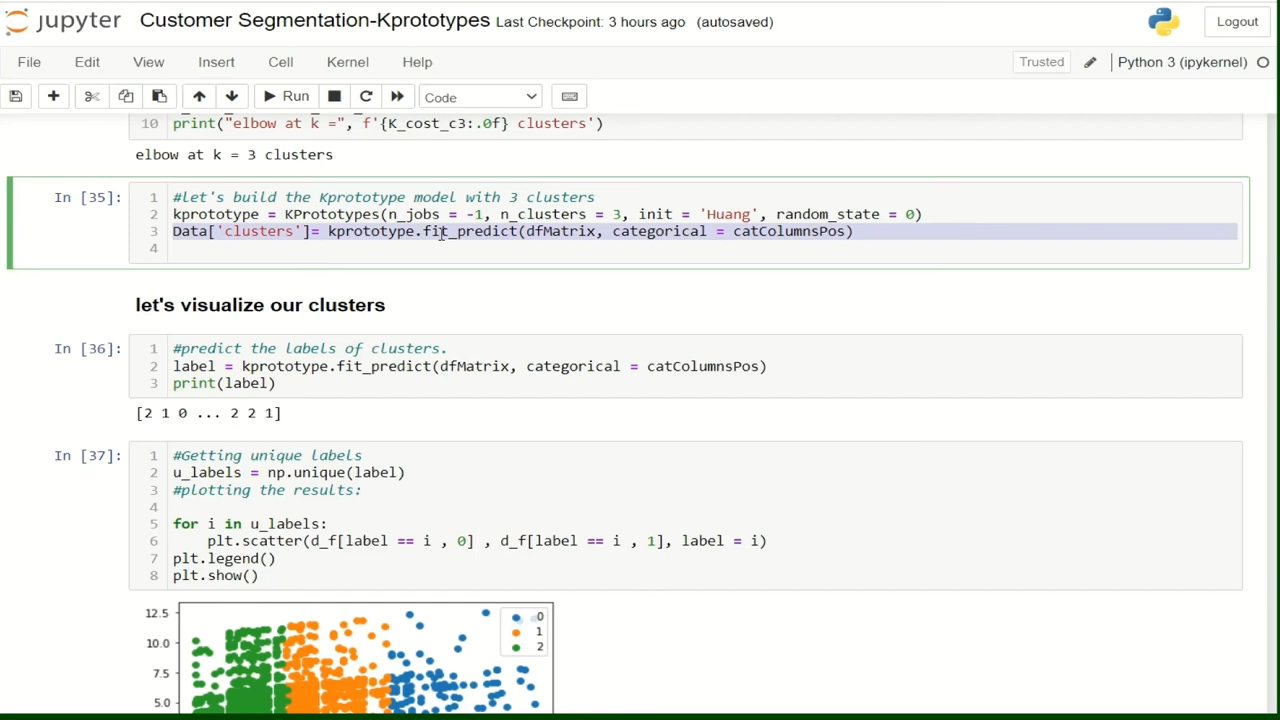 jupyter Customer Segmentation-Kprototypes Last Checkpoint: 3 hours ago (autosaved) Logout
File Edit View Insert Cell Kernel Help Trusted Python 3 (ipykernel)
Run Code
10 print("elbow at k =", f'{K_cost_c3:.0f} clusters')
elbow at k = 3 clusters
In [35]:
1 #let's build the Kprototype model with 3 clusters
2 kprototype = KPrototypes(n_jobs = -1, n_clusters = 3, init = 'Huang', random_state = 0)
3 Data['clusters']= kprototype.fit_predict(dfMatrix, categorical = catColumnsPos)
4
let's visualize our clusters
In [36]:
1 #predict the labels of clusters.
2 label = kprototype.fit_predict(dfMatrix, categorical = catColumnsPos)
3 print(label)
[2 1 0 ... 2 2 1]
In [37]:
1 #Getting unique labels
2 u_labels = np.unique(label)
3 #plotting the results:
4
5 for i in u_labels:
6 plt.scatter(d_f[label == i , 0] , d_f[label == i , 1], label = i)
7 plt.legend()
8 plt.show()
12.5
10.0
7.5
5.0
0
1
2